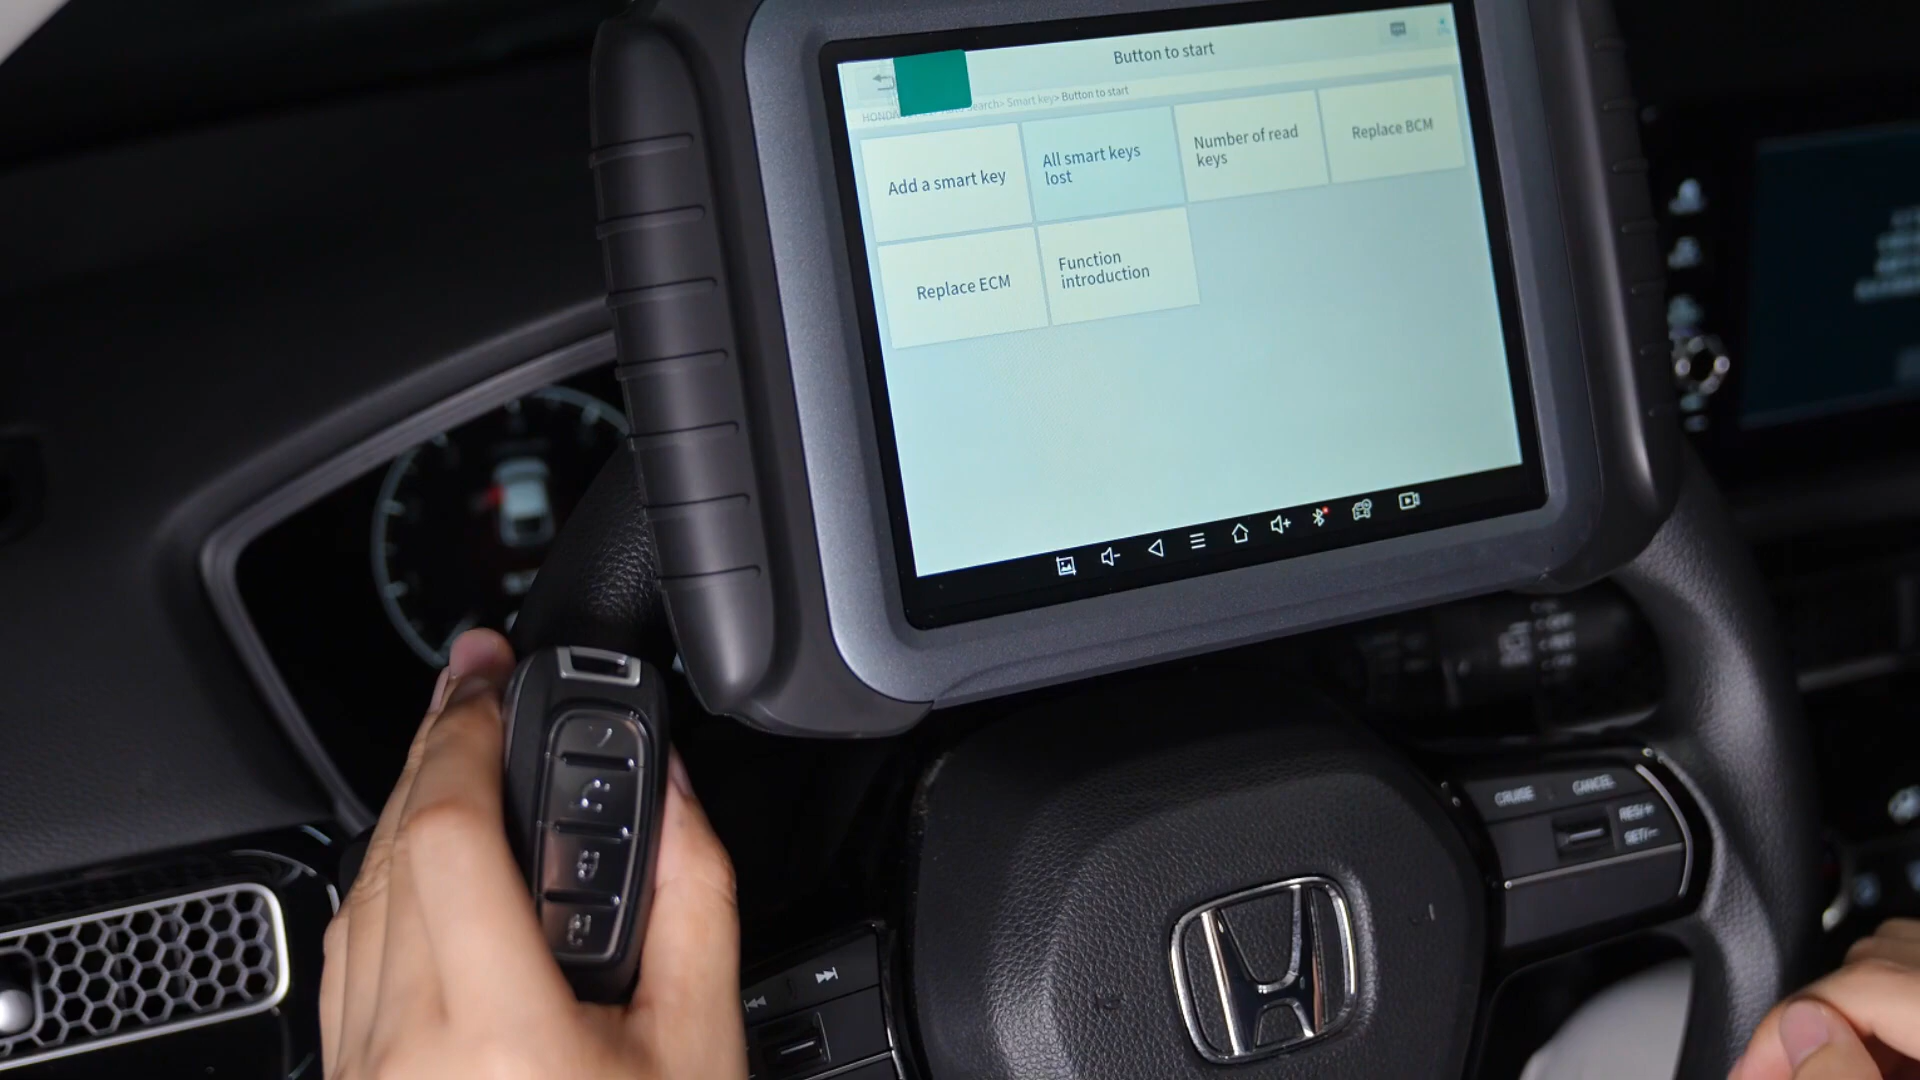 Button to start
Search> Smart key> Button to start
Add a smart key
All smart keys
lost
Number of read
keys
Replace BCM
Replace ECM
Function
introduction
CRUISE
CANCEL
RES/+
SET/−